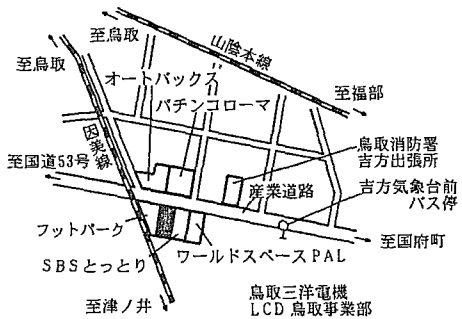 至鳥取
山陰本線
至鳥取
オートバックス
パチンコローマ
至福部
因美線
鳥取消防署
吉方出張所
至国道53号
産業道路
吉方気象台前
バス停
フットパーク
至国府町
SBSとっとり
ワールドスペースPAL
至津ノ井
鳥取三洋電機
LCD鳥取事業部